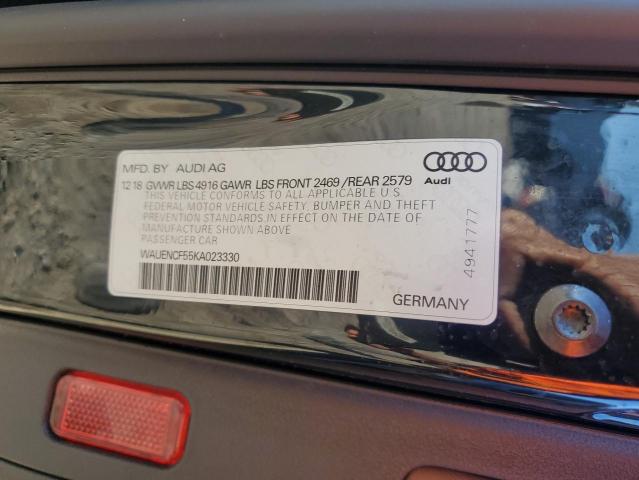 MFD. BY AUDI AG
12 18 GVWR LBS 4916 GAWR LBS FRONT 2469 / REAR 2579
THIS VEHICLE CONFORMS TO ALL APPLICABLE U S
FEDERAL MOTOR VEHICLE SAFETY, BUMPER AND THEFT
PREVENTION STANDARDS IN EFFECT ON THE DATE OF
MANUFACTURE SHOWN ABOVE
PASSENGER CAR
WAUENCF55KA023330
GERMANY
Audi
4941777